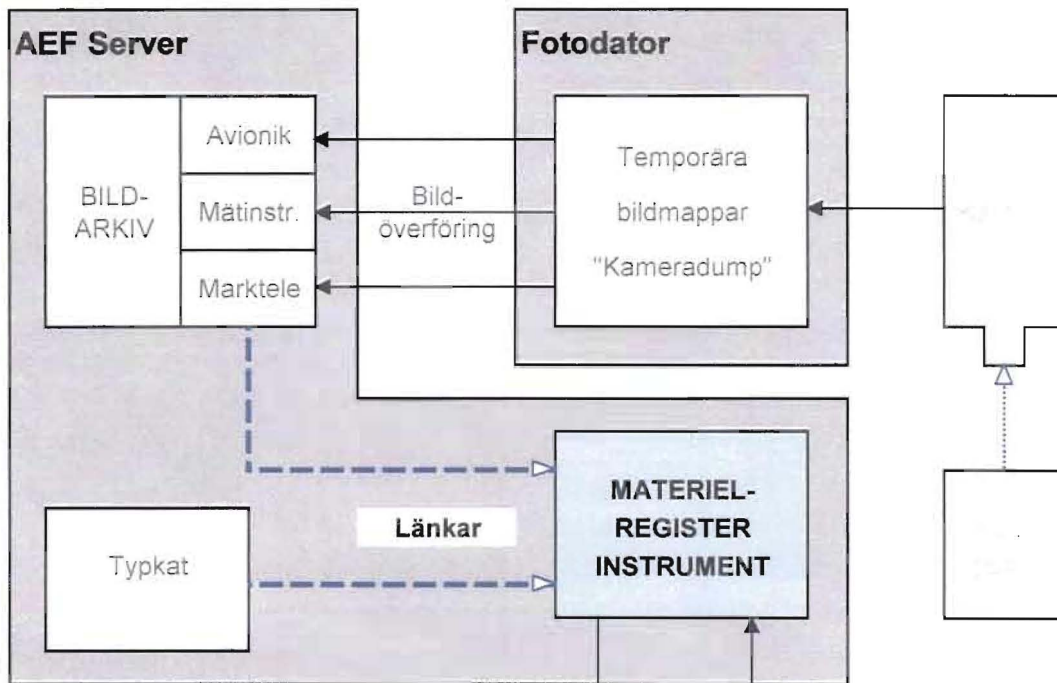 AEF Server
Fotodator
BILD-
ARKIV
Avionik
Mätinstr.
Marktele
Bild-
överföring
Temporära
bildmappar
"Kameradump"
Länkar
Typkat
MATERIEL-
REGISTER
INSTRUMENT